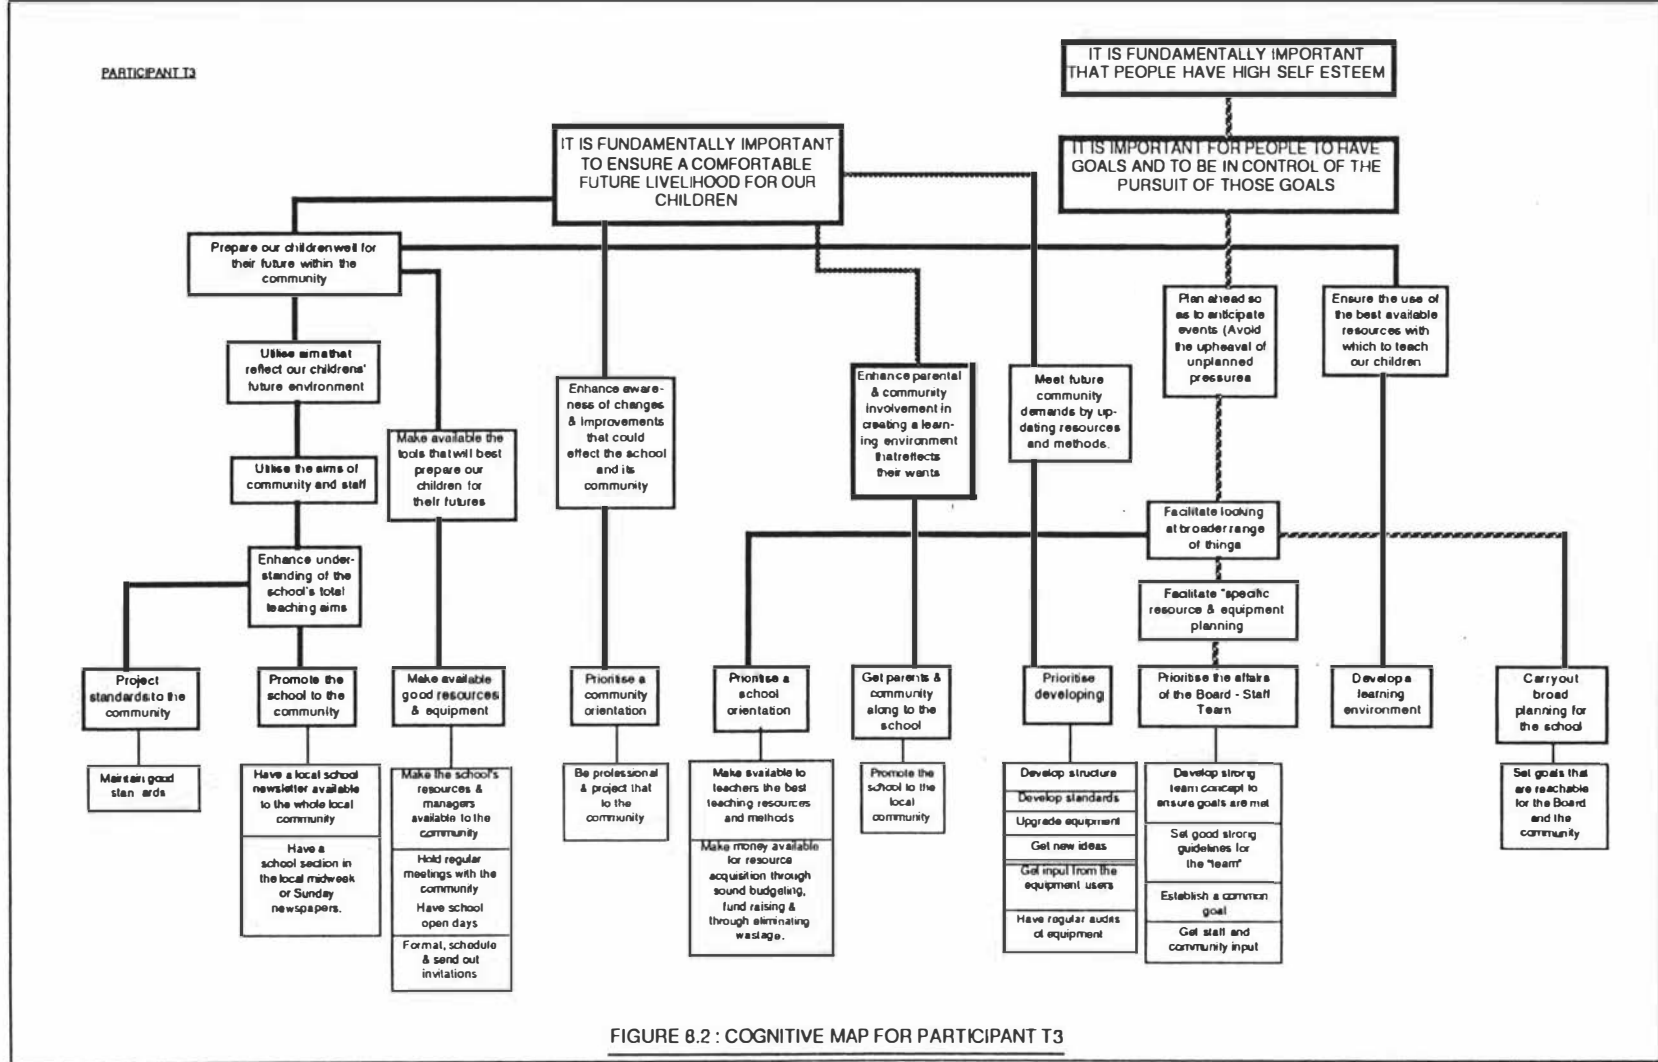 PARTICIPANT T3
IT IS FUNDAMENTALLY IMPORTANT
THAT PEOPLE HAVE HIGH SELF ESTEEM
IT IS FUNDAMENTALLY IMPORTANT
TO ENSURE A COMFORTABLE
FUTURE LIVELIHOOD FOR OUR
CHILDREN
IT IS IMPORTANT FOR PEOPLE TO HAVE
GOALS AND TO BE IN CONTROL OF THE
PURSUIT OF THOSE GOALS
Prepare our children well for
their future within the
community
Plan ahead so
as to anticipate
events (Avoid
the upheaval of
unplanned
pressurea
Ensure the use of
the best available
resources with
which to teach
our children
Utilise aims that
reflect our childrens'
future environment
Enhance aware-
ness of changes
& improvements
that could
effect the school
and its
community
Enhance parental
& community
involvement in
creating a learn-
ing environment
that reflects
their wants
Meet future
community
demands by up-
dating resources
and methods.
Make available the
tools that will best
prepare our
children for
their futures
Utilise the aims of
community and staff
Facilitate looking
at broader range
of things
Enhance under-
standing of the
school's total
teaching aims
Facilitate "specific
resource & equipment
planning
Project
standards to the
community
Promote the
school to the
community
Make available
good resources
& equipment
Prioritise a
community
orientation
Prioritise a
school
orientation
Get parents &
community
along to the
school
Prioritise
developing
Prioritise the affairs
of the Board - Staff
Team
Develop a
learning
environment
Carry out
broad
planning for
the school
Maintain good
stan ards
Have a local school
newsletter available
to the whole local
community
Have a
school section in
the local midweek
or Sunday
newspapers.
Make the school's
resources &
managers
available to the
community
Hold regular
meetings with the
community
Have school
open days
Format, schedule
& send out
invitations
Be professional
& project that
to the
community
Make available to
teachers the best
teaching resources
and methods
Make money available
for resource
acquisition through
sound budgeting,
fund raising &
through eliminating
wastage.
Promote the
school to the
local
community
Develop structure
Develop standards
Upgrade equipment
Get new ideas
Get input from the
equipment users
Have regular audits
of equipment
Develop strong
team concept to
ensure goals are met
Set good strong
guidelines for
the "team"
Establish a common
goal
Get staff and
community input
Set goals that
are reachable
for the Board
and the
community
FIGURE 8.2 : COGNITIVE MAP FOR PARTICIPANT T3